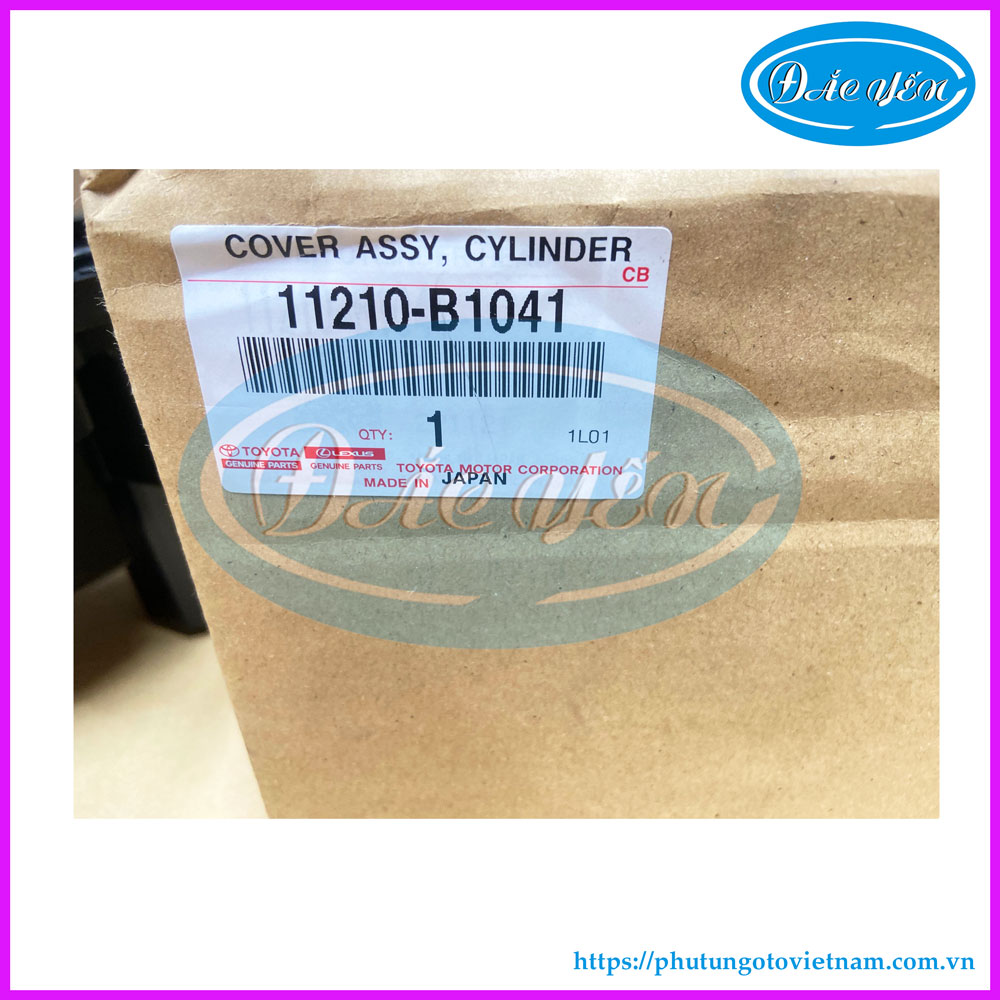 ĐẮC YẾN
COVER ASSY, CYLINDER
CB
11210-B1041
QTY: 1 1L01
TOYOTA LEXUS
GENUINE PARTS GENUINE PARTS TOYOTA MOTOR CORPORATION
MADE IN JAPAN
ĐẮC YẾN
https://phutungotovietnam.com.vn